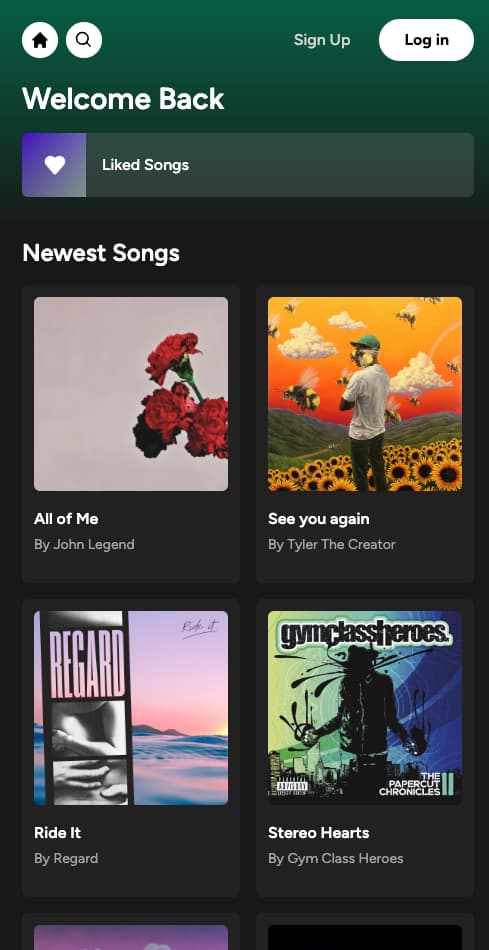 Sign Up
Log in
Welcome Back
Liked Songs
Newest Songs
All of Me
By John Legend
See you again
By Tyler The Creator
Ride it
REGARD
Ride It
By Regard
gymclassheroes.
PARENTAL
ADVISORY
EXPLICIT CONTENT
THE
PAPERCUT
CHRONICLES II
Stereo Hearts
By Gym Class Heroes